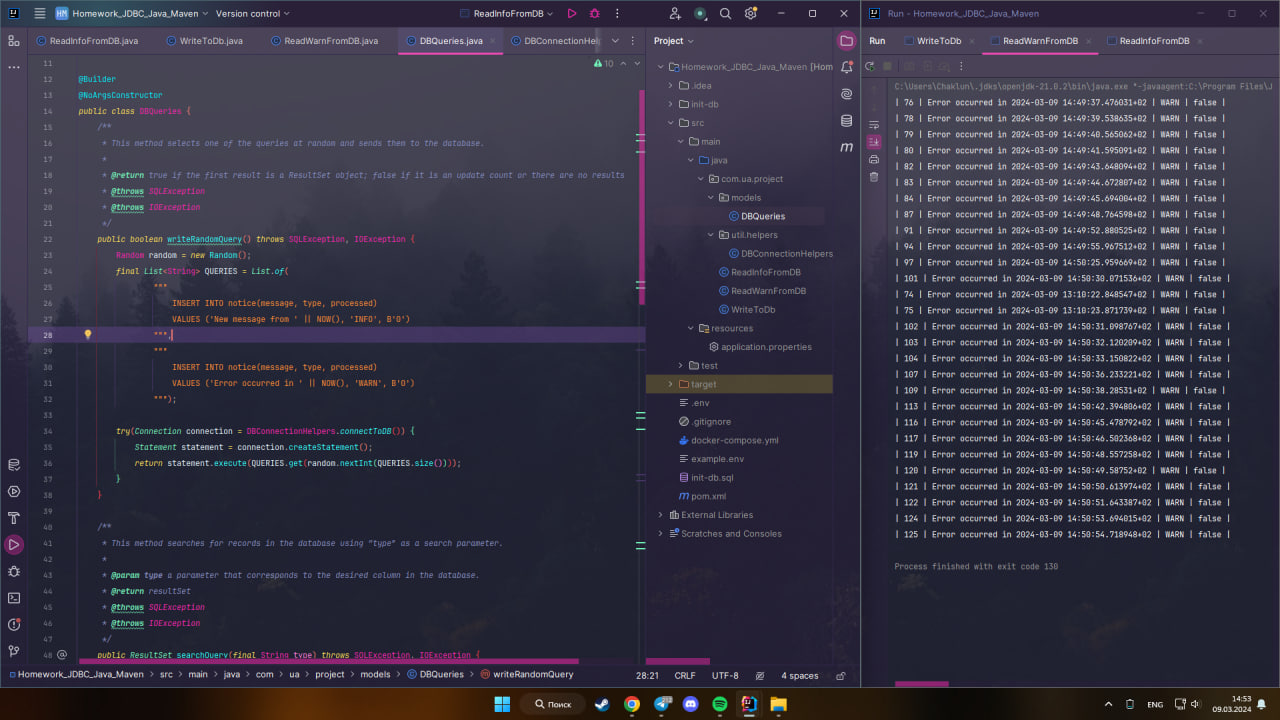 HM Homework_JDBC_Java_Maven Version control ReadInfoFromDB
ReadInfoFromDB.java WriteToDb.java ReadWarnFromDB.java DBQueries.java DBConnectionHel
10
11
12 @Builder
13 @NoArgsConstructor
14 public class DBQueries {
15 /**
16 * This method selects one of the queries at random and sends them to the database.
17 *
18 * @return true if the first result is a ResultSet object; false if it is an update count or there are no results
19 * @throws SQLException
20 * @throws IOException
21 */
22 public boolean writeRandomQuery() throws SQLException, IOException {
23 Random random = new Random();
24 final List<String> QUERIES = List.of(
25 """
26 INSERT INTO notice(message, type, processed)
27 VALUES ('New message from ' || NOW(), 'INFO', B'0')
28 """,
29 """
30 INSERT INTO notice(message, type, processed)
31 VALUES ('Error occurred in ' || NOW(), 'WARN', B'0')
32 """);
33
34 try(Connection connection = DBConnectionHelpers.connectToDB()) {
35 Statement statement = connection.createStatement();
36 return statement.execute(QUERIES.get(random.nextInt(QUERIES.size())));
37 }
38 }
39
40 /**
41 * This method searches for records in the database using "type" as a search parameter.
42 *
43 * @param type a parameter that corresponds to the desired column in the database.
44 * @return resultSet
45 * @throws SQLException
46 * @throws IOException
47 */
48 @ public ResultSet searchQuery(final String type) throws SQLException, IOException {
Project
Homework_JDBC_Java_Maven [Hom
.idea
init-db
src
main
java
com.ua.project
models
DBQueries
util.helpers
DBConnectionHelpers
ReadInfoFromDB
ReadWarnFromDB
WriteToDb
resources
application.properties
test
target
.env
.gitignore
docker-compose.yml
example.env
init-db.sql
pom.xml
External Libraries
Scratches and Consoles
m
Homework_JDBC_Java_Maven src main java com ua project models DBQueries writeRandomQuery 28:21 CRLF UTF-8 4 spaces
Run - Homework_JDBC_Java_Maven
Run WriteToDb ReadWarnFromDB ReadInfoFromDB
C:\Users\Chaklun\.jdks\openjdk-21.0.2\bin\java.exe "-javaagent:C:\Program Files\J
| 76 | Error occurred in 2024-03-09 14:49:37.476031+02 | WARN | false |
| 78 | Error occurred in 2024-03-09 14:49:39.538635+02 | WARN | false |
| 79 | Error occurred in 2024-03-09 14:49:40.565062+02 | WARN | false |
| 80 | Error occurred in 2024-03-09 14:49:41.595091+02 | WARN | false |
| 82 | Error occurred in 2024-03-09 14:49:43.648094+02 | WARN | false |
| 83 | Error occurred in 2024-03-09 14:49:44.672807+02 | WARN | false |
| 84 | Error occurred in 2024-03-09 14:49:45.694004+02 | WARN | false |
| 87 | Error occurred in 2024-03-09 14:49:48.764598+02 | WARN | false |
| 91 | Error occurred in 2024-03-09 14:49:52.880525+02 | WARN | false |
| 94 | Error occurred in 2024-03-09 14:49:55.967512+02 | WARN | false |
| 97 | Error occurred in 2024-03-09 14:50:25.959669+02 | WARN | false |
| 101 | Error occurred in 2024-03-09 14:50:30.071536+02 | WARN | false |
| 74 | Error occurred in 2024-03-09 13:10:22.848547+02 | WARN | false |
| 75 | Error occurred in 2024-03-09 13:10:23.871739+02 | WARN | false |
| 102 | Error occurred in 2024-03-09 14:50:31.098767+02 | WARN | false |
| 103 | Error occurred in 2024-03-09 14:50:32.120209+02 | WARN | false |
| 104 | Error occurred in 2024-03-09 14:50:33.150822+02 | WARN | false |
| 107 | Error occurred in 2024-03-09 14:50:36.233221+02 | WARN | false |
| 109 | Error occurred in 2024-03-09 14:50:38.28531+02 | WARN | false |
| 113 | Error occurred in 2024-03-09 14:50:42.394806+02 | WARN | false |
| 116 | Error occurred in 2024-03-09 14:50:45.478792+02 | WARN | false |
| 117 | Error occurred in 2024-03-09 14:50:46.502368+02 | WARN | false |
| 119 | Error occurred in 2024-03-09 14:50:48.557258+02 | WARN | false |
| 120 | Error occurred in 2024-03-09 14:50:49.58752+02 | WARN | false |
| 121 | Error occurred in 2024-03-09 14:50:50.613974+02 | WARN | false |
| 122 | Error occurred in 2024-03-09 14:50:51.643387+02 | WARN | false |
| 124 | Error occurred in 2024-03-09 14:50:53.694015+02 | WARN | false |
| 125 | Error occurred in 2024-03-09 14:50:54.718948+02 | WARN | false |
Process finished with exit code 130
Поиск
ENG
14:53
09.03.2024